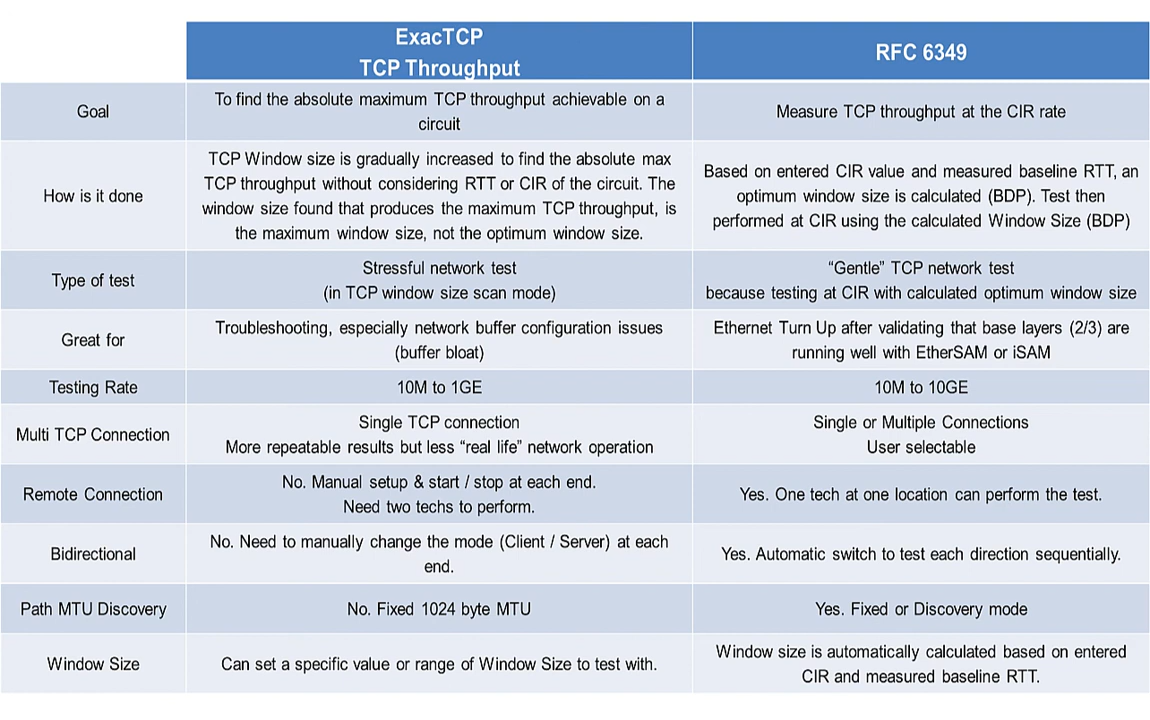 ExacTCP
TCP Throughput
RFC 6349
Goal
To find the absolute maximum TCP throughput achievable on a
circuit
Measure TCP throughput at the CIR rate
How is it done
TCP Window size is gradually increased to find the absolute max
TCP throughput without considering RTT or CIR of the circuit. The
window size found that produces the maximum TCP throughput, is
the maximum window size, not the optimum window size.
Based on entered CIR value and measured baseline RTT, an
optimum window size is calculated (BDP). Test then
performed at CIR using the calculated Window Size (BDP)
Type of test
Stressful network test
(in TCP window size scan mode)
“Gentle” TCP network test
because testing at CIR with calculated optimum window size
Great for
Troubleshooting, especially network buffer configuration issues
(buffer bloat)
Ethernet Turn Up after validating that base layers (2/3) are
running well with EtherSAM or iSAM
Testing Rate
10M to 1GE
10M to 10GE
Multi TCP Connection
Single TCP connection
More repeatable results but less “real life” network operation
Single or Multiple Connections
User selectable
Remote Connection
No. Manual setup & start / stop at each end.
Need two techs to perform.
Yes. One tech at one location can perform the test.
Bidirectional
No. Need to manually change the mode (Client / Server) at each
end.
Yes. Automatic switch to test each direction sequentially.
Path MTU Discovery
No. Fixed 1024 byte MTU
Yes. Fixed or Discovery mode
Window Size
Can set a specific value or range of Window Size to test with.
Window size is automatically calculated based on entered
CIR and measured baseline RTT.